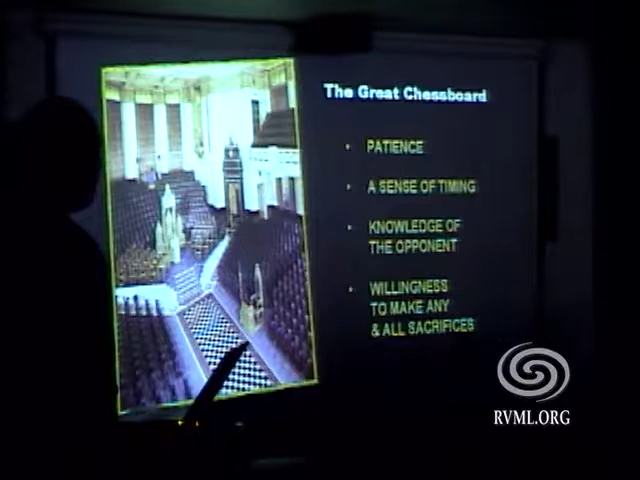 The Great Chessboard
• PATIENCE
• A SENSE OF TIMING
• KNOWLEDGE OF
THE OPPONENT
• WILLINGNESS
TO MAKE ANY
& ALL SACRIFICES
RVML.ORG